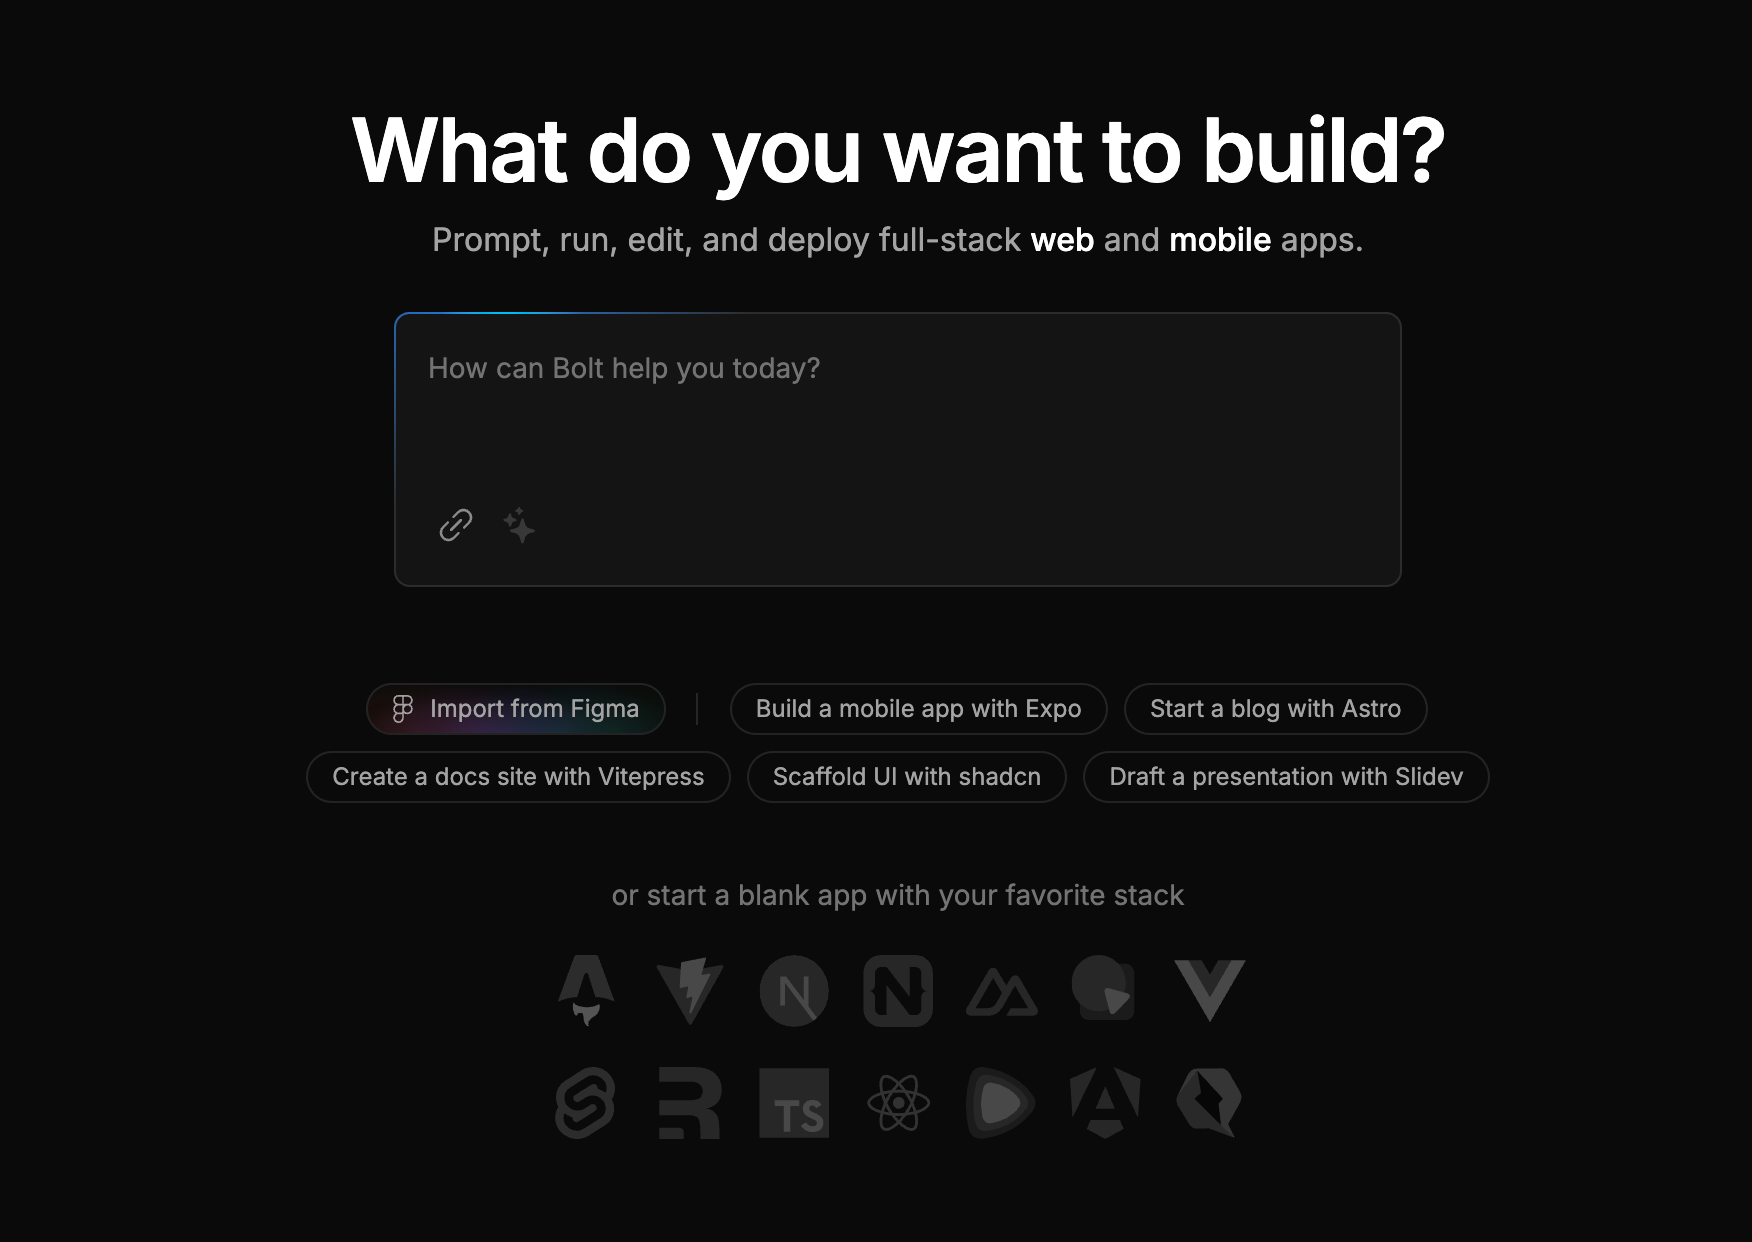 What do you want to build?
Prompt, run, edit, and deploy full-stack web and mobile apps.
How can Bolt help you today?
Import from Figma
Build a mobile app with Expo
Start a blog with Astro
Create a docs site with Vitepress
Scaffold UI with shadcn
Draft a presentation with Slidev
or start a blank app with your favorite stack
N
N
TS